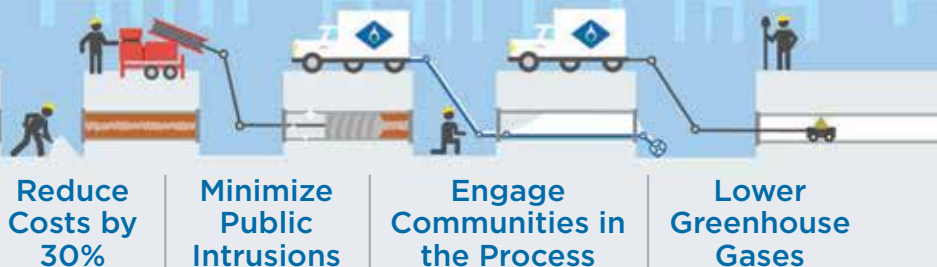 Reduce
Costs by
30%
Minimize
Public
Intrusions
Engage
Communities in
the Process
Lower
Greenhouse
Gases